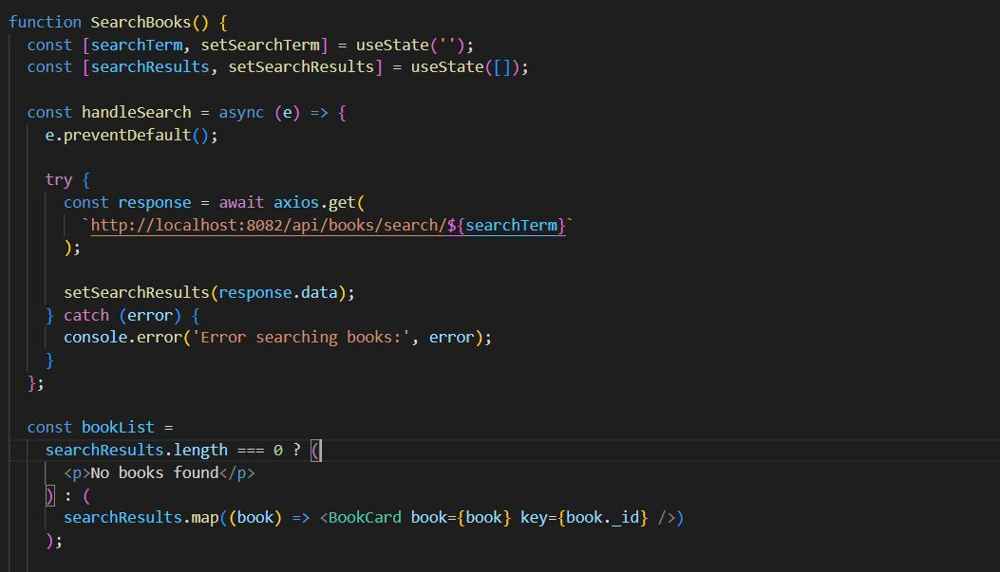 function SearchBooks() {
  const [searchTerm, setSearchTerm] = useState('');
  const [searchResults, setSearchResults] = useState([]);

  const handleSearch = async (e) => {
    e.preventDefault();

    try {
      const response = await axios.get(
        `http://localhost:8082/api/books/search/${searchTerm}`
      );

      setSearchResults(response.data);
    } catch (error) {
      console.error('Error searching books:', error);
    }
  };

  const bookList =
    searchResults.length === 0 ? (
      <p>No books found</p>
    ) : (
      searchResults.map((book) => <BookCard book={book} key={book._id} />)
    );